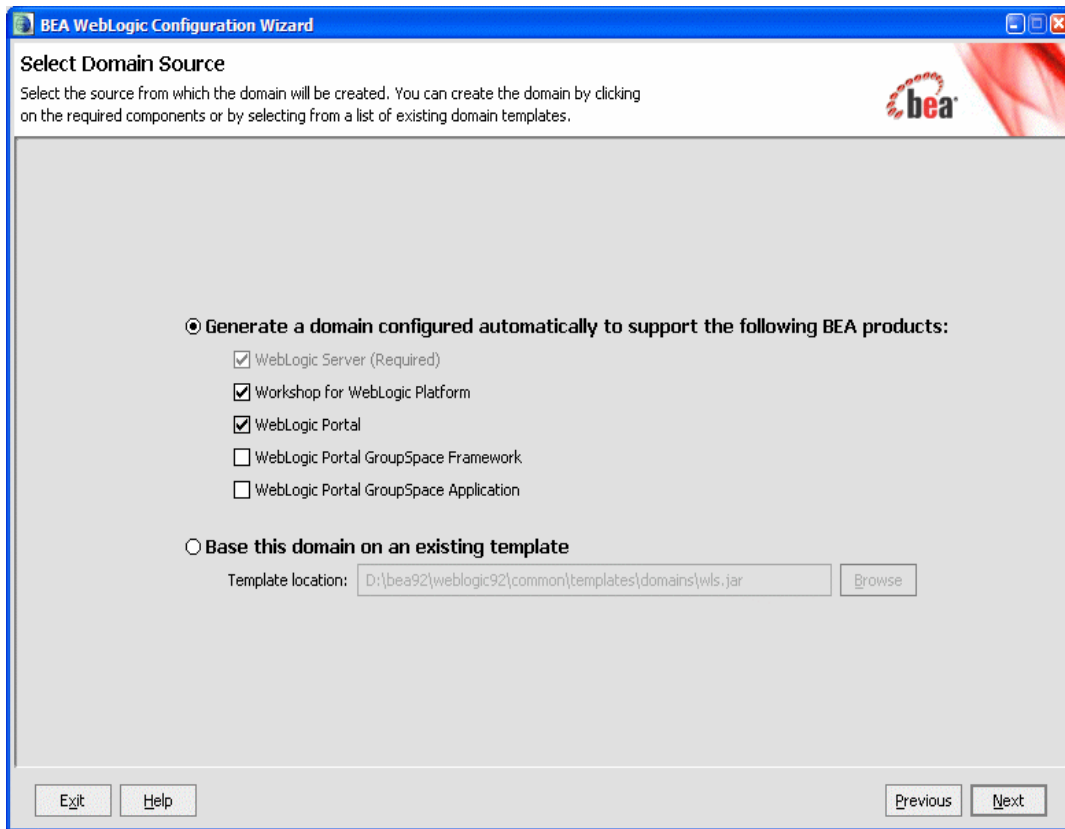 BEA WebLogic Configuration Wizard
Select Domain Source
Select the source from which the domain will be created. You can create the domain by clicking
on the required components or by selecting from a list of existing domain templates.
bea
Generate a domain configured automatically to support the following BEA products:
WebLogic Server (Required)
Workshop for WebLogic Platform
WebLogic Portal
WebLogic Portal GroupSpace Framework
WebLogic Portal GroupSpace Application
Base this domain on an existing template
Template location: D:\bea92\weblogic92\common\templates\domains\wls.jar Browse
Exit Help Previous Next